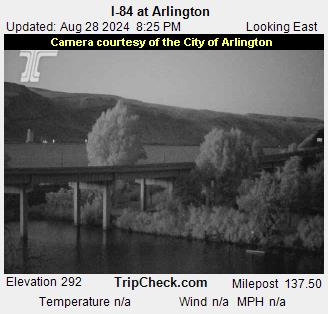 I-84 at Arlington
Updated: Aug 28 2024 8:25 PM Looking East
Camera courtesy of the City of Arlington
Elevation 292 TripCheck.com Milepost 137.50
Temperature n/a Wind n/a MPH n/a